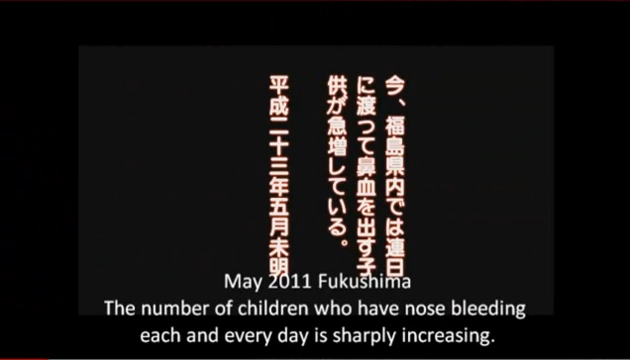 今、福島県内では連日
に渡つて鼻血を出す子
供が急増している。
平成二十三年五月未明
May 2011 Fukushima
The number of children who have nose bleeding
each and every day is sharply increasing.